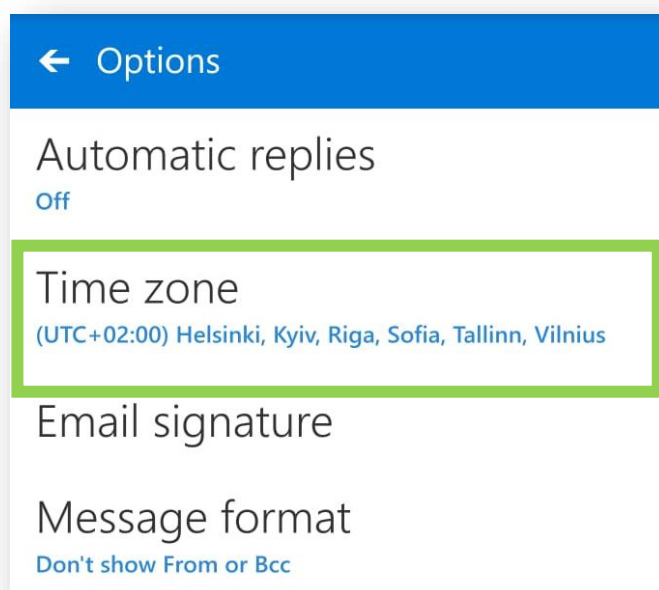 Options
Automatic replies
Off
Time zone
(UTC+02:00) Helsinki, Kyiv, Riga, Sofia, Tallinn, Vilnius
Email signature
Message format
Don't show From or Bcc